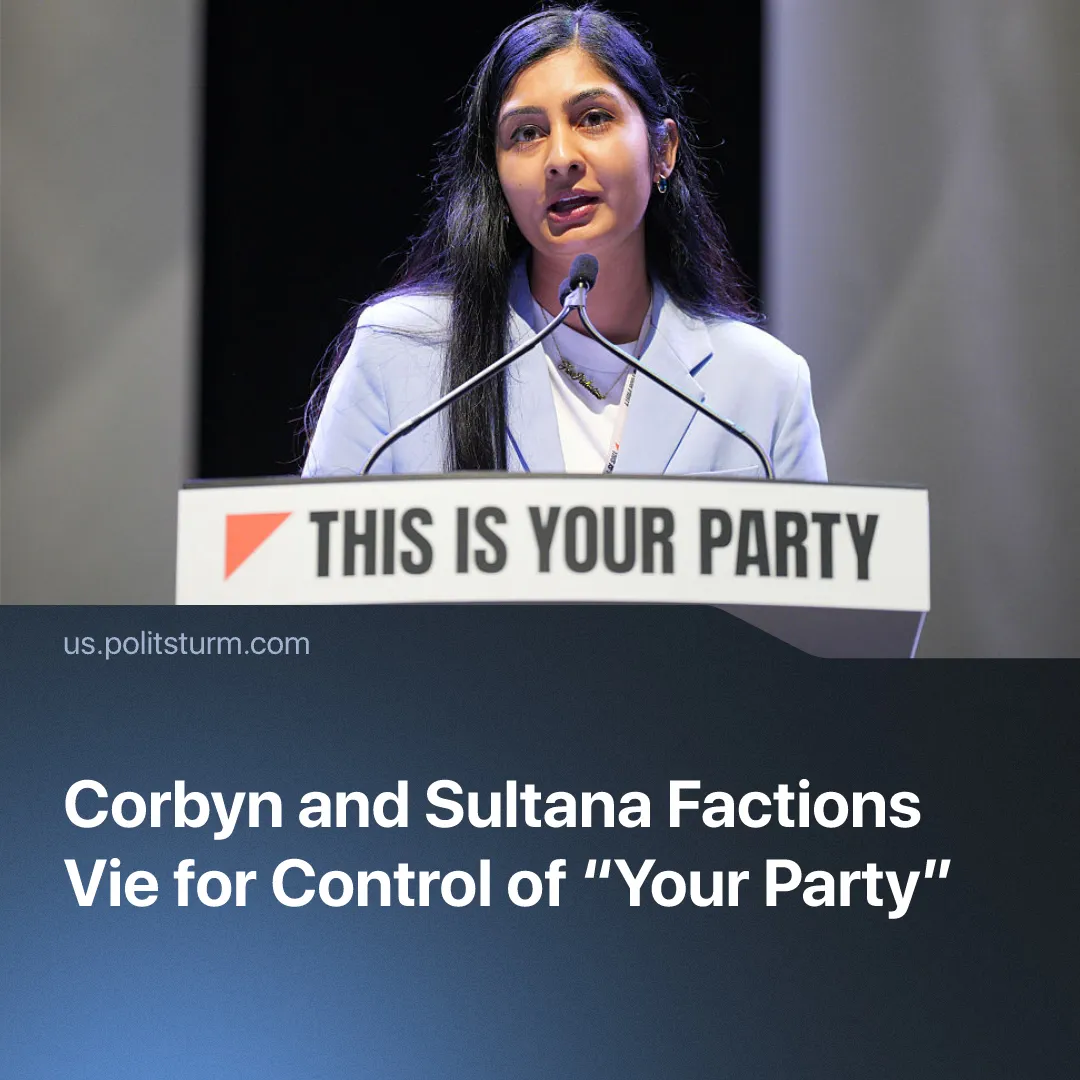 THIS IS YOUR PARTY
us.politsturm.com
Corbyn and Sultana Factions
Vie for Control of “Your Party”